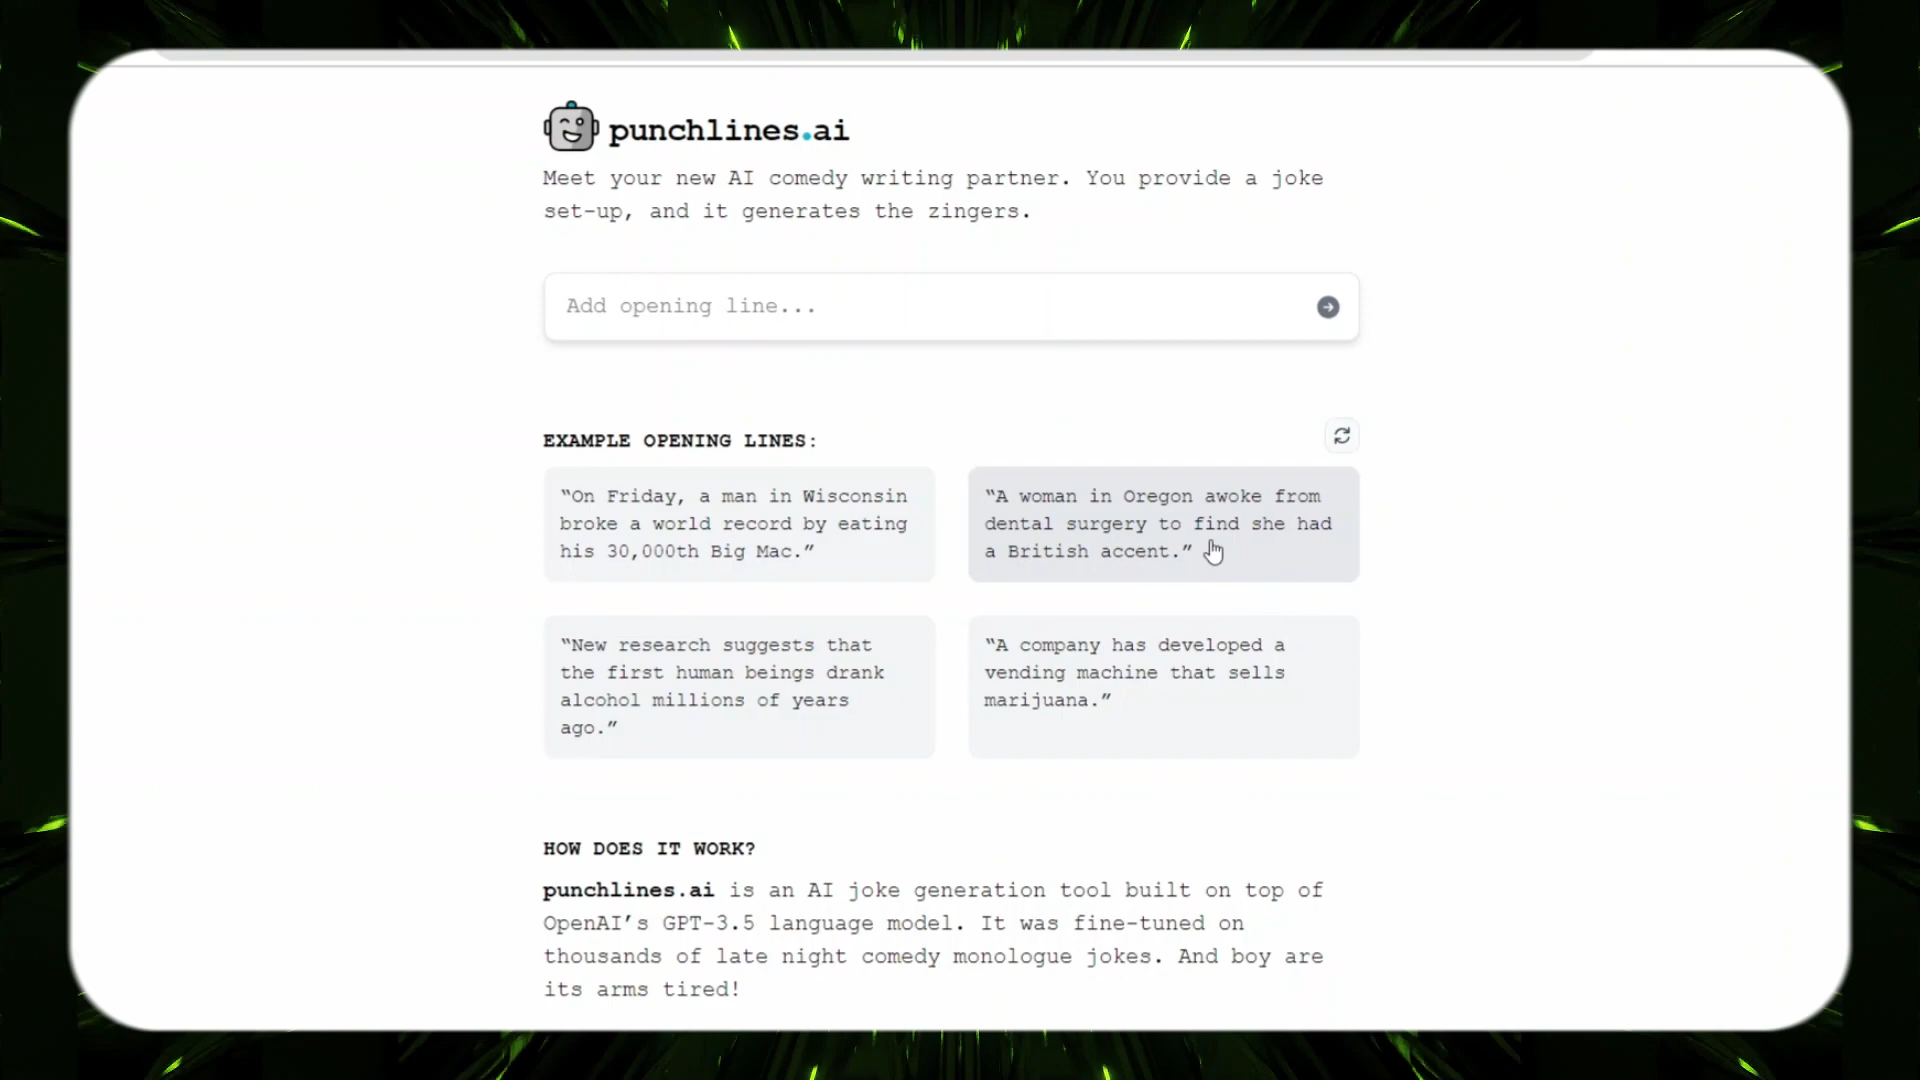 punchlines.ai
Meet your new AI comedy writing partner. You provide a joke
set-up, and it generates the zingers.
Add opening line...
EXAMPLE OPENING LINES:
“On Friday, a man in Wisconsin
broke a world record by eating
his 30,000th Big Mac.”
“A woman in Oregon awoke from
dental surgery to find she had
a British accent.”
“New research suggests that
the first human beings drank
alcohol millions of years
ago.”
“A company has developed a
vending machine that sells
marijuana.”
HOW DOES IT WORK?
punchlines.ai is an AI joke generation tool built on top of
OpenAI’s GPT-3.5 language model. It was fine-tuned on
thousands of late night comedy monologue jokes. And boy are
its arms tired!